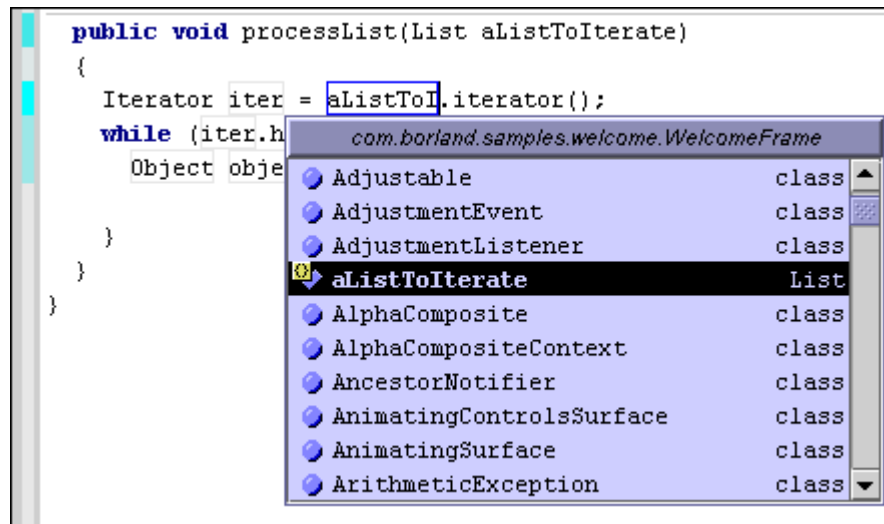 public void processList(List aListToIterate)
{
Iterator iter = aListToI.iterator();
while (iter.h
Object obje
}
}
}
com.borland.samples.welcome.WelcomeFrame
Adjustable class
AdjustmentEvent class
AdjustmentListener class
aListToIterate List
AlphaComposite class
AlphaCompositeContext class
AncestorNotifier class
AnimatingControlsSurface class
AnimatingSurface class
ArithmeticException class